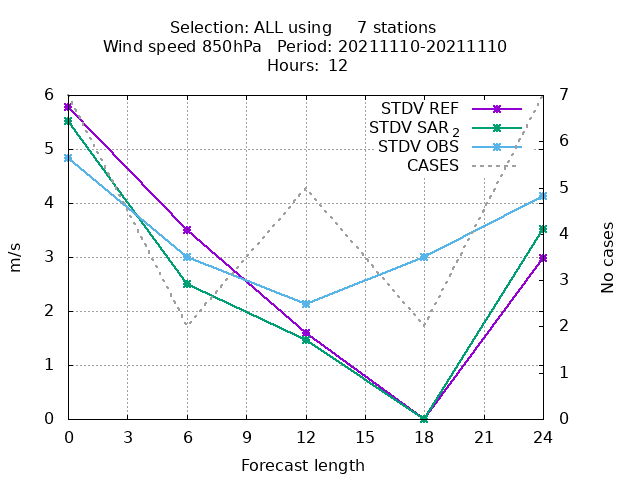 Selection: ALL using     7 stations
Wind speed 850hPa   Period: 20211110-20211110
Hours: 12
STDV REF
STDV SAR 2
STDV OBS
CASES
6
5
4
3
2
1
0
7
6
5
4
3
2
1
0
m/s
No cases
0 3 6 9 12 15 18 21 24
Forecast length